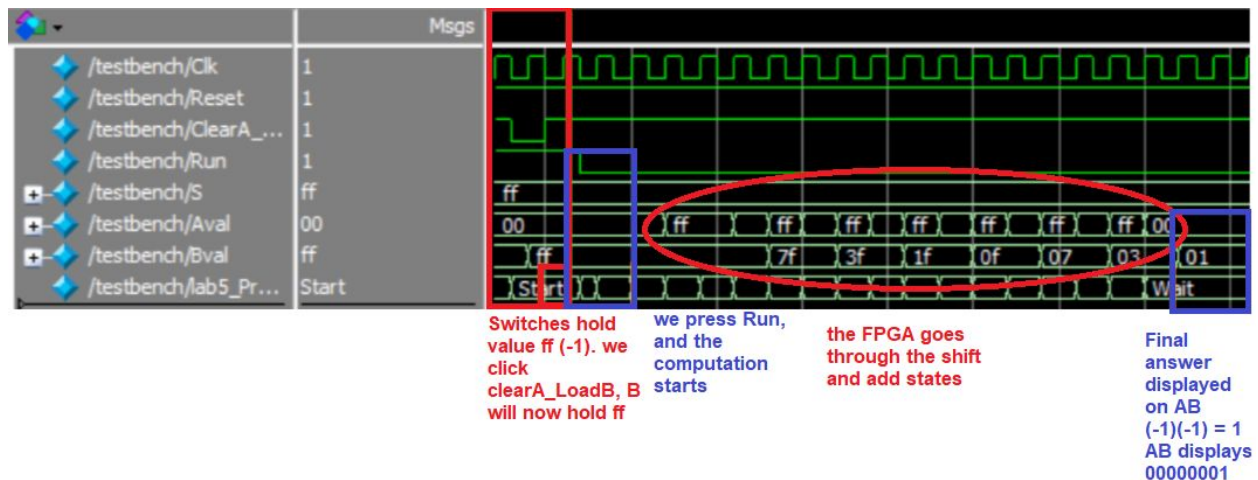 Msgs
/testbench/Clk 1
/testbench/Reset 1
/testbench/ClearA_... 1
/testbench/Run 1
/testbench/S ff ff
/testbench/Aval 00 00 ff ff ff ff ff ff ff 00
/testbench/Bval ff ff 7f 3f 1f 0f 07 03 01
/testbench/lab5_Pr... Start Start Wait
Switches hold
value ff (-1). we
click
clearA_LoadB, B
will now hold ff
we press Run,
and the
computation
starts
the FPGA goes
through the shift
and add states
Final
answer
displayed
on AB
(-1)(-1) = 1
AB displays
00000001